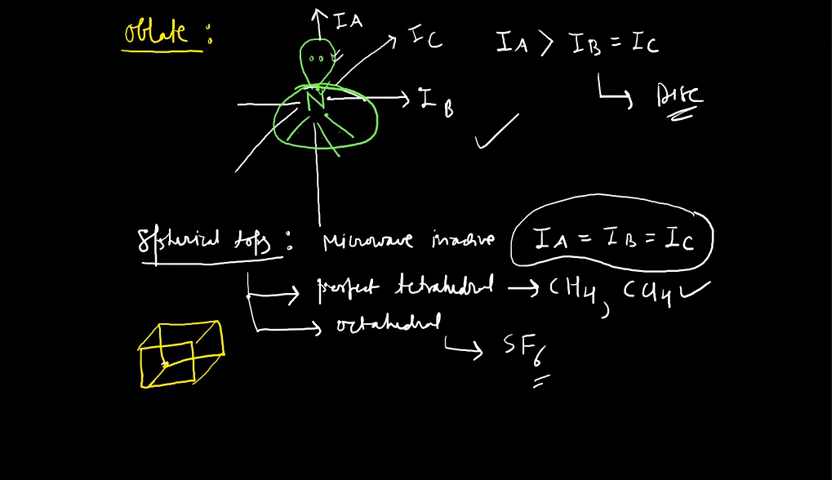 Oblate :
IA
IC
IA > IB = IC
N
IB
Disc
Spherical tops : Microwave inactive IA = IB = IC
perfect tetrahedral → CH4, CCl4 ✓
octahedral
SF6